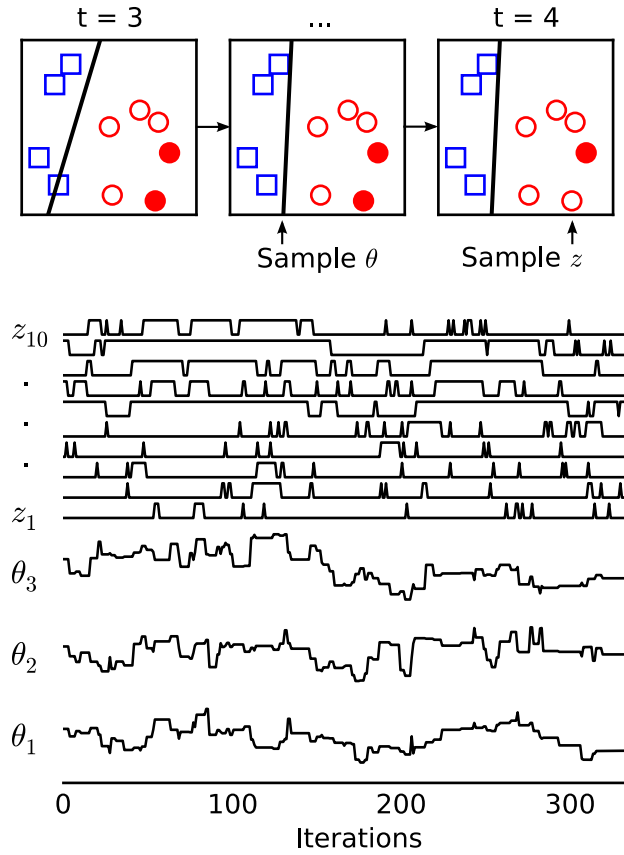 t = 3 ... t = 4
Sample θ Sample z
z10
.
.
.
z1
θ3
θ2
θ1
0 100 200 300
Iterations